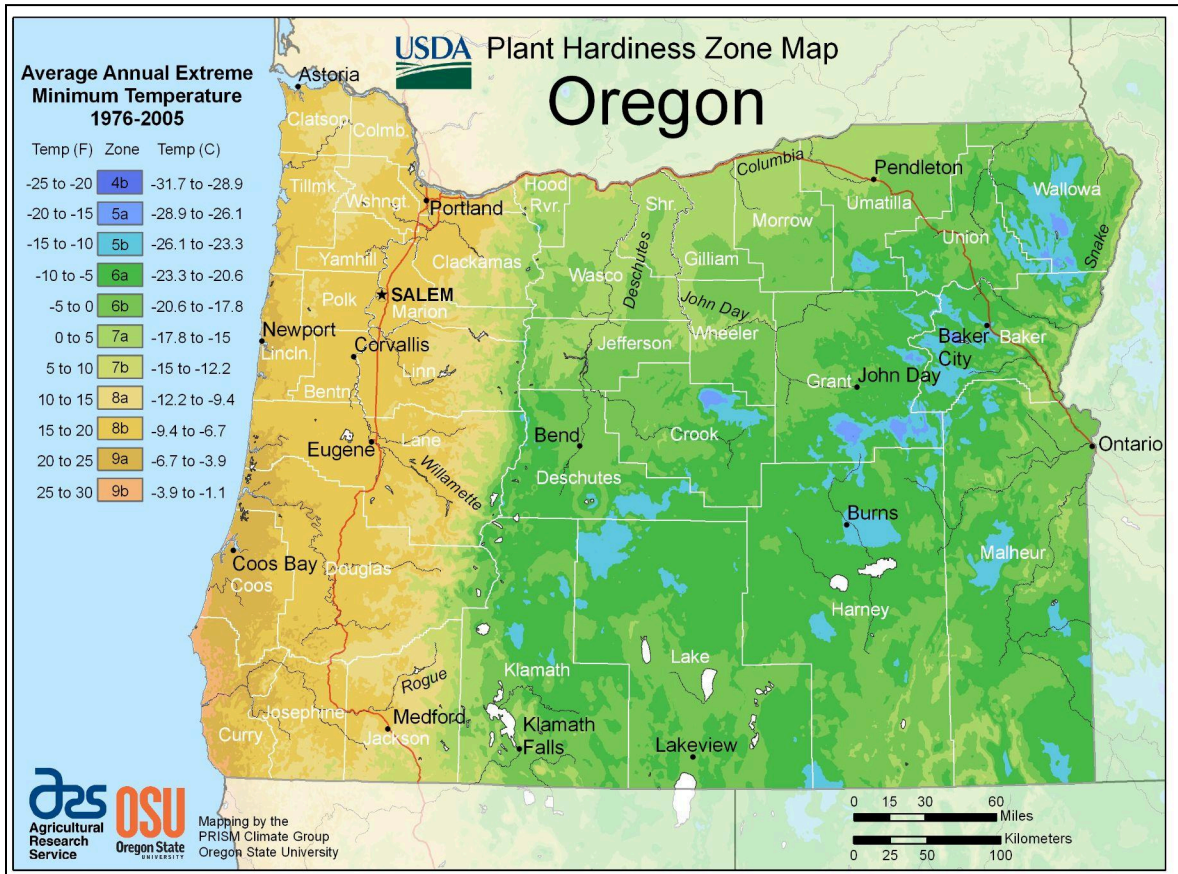 USDA
Plant Hardiness Zone Map
Oregon
Average Annual Extreme
Minimum Temperature
1976-2005
Temp (F) Zone Temp (C)
-25 to -20 4b -31.7 to -28.9
-20 to -15 5a -28.9 to -26.1
-15 to -10 5b -26.1 to -23.3
-10 to -5 6a -23.3 to -20.6
-5 to 0 6b -20.6 to -17.8
0 to 5 7a -17.8 to -15
5 to 10 7b -15 to -12.2
10 to 15 8a -12.2 to -9.4
15 to 20 8b -9.4 to -6.7
20 to 25 9a -6.7 to -3.9
25 to 30 9b -3.9 to -1.1
Astoria
Clatsop
Colmb.
Tillmk.
Wshngt.
Portland
Hood
Rvr.
Shr.
Columbia
Pendleton
Umatilla
Morrow
Wallowa
Union
Snake
Yamhill
Clackamas
Wasco
Deschutes
Gilliam
Polk
SALEM
Marion
John Day
Wheeler
Newport
Lincln.
Corvallis
Jefferson
Baker
City
Baker
Bentn.
Linn
Grant
John Day
Eugene
Lane
Bend
Crook
Ontario
Willamette
Deschutes
Burns
Coos Bay
Coos
Douglas
Malheur
Harney
Klamath
Lake
Rogue
Josephine
Medford
Jackson
Curry
Klamath
Falls
Lakeview
ars
Agricultural
Research
Service
OSU
Oregon State
UNIVERSITY
Mapping by the
PRISM Climate Group
Oregon State University
0 15 30 60
Miles
Kilometers
0 25 50 100